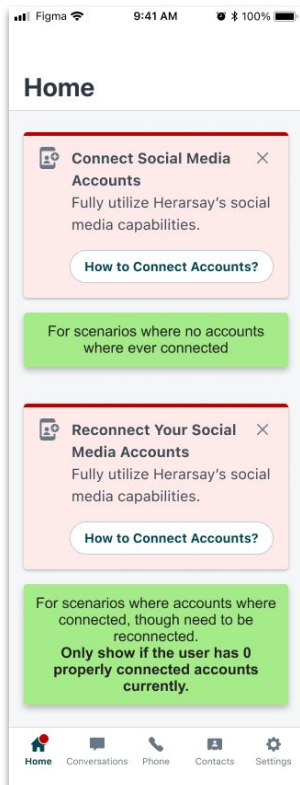 Figma 9:41 AM 100%
Home
Connect Social Media
Accounts
Fully utilize Herarsay's social
media capabilities.
How to Connect Accounts?
For scenarios where no accounts
where ever connected
Reconnect Your Social
Media Accounts
Fully utilize Herarsay's social
media capabilities.
How to Connect Accounts?
For scenarios where accounts where
connected, though need to be
reconnected.
Only show if the user has 0
properly connected accounts
currently.
Home Conversations Phone Contacts Settings